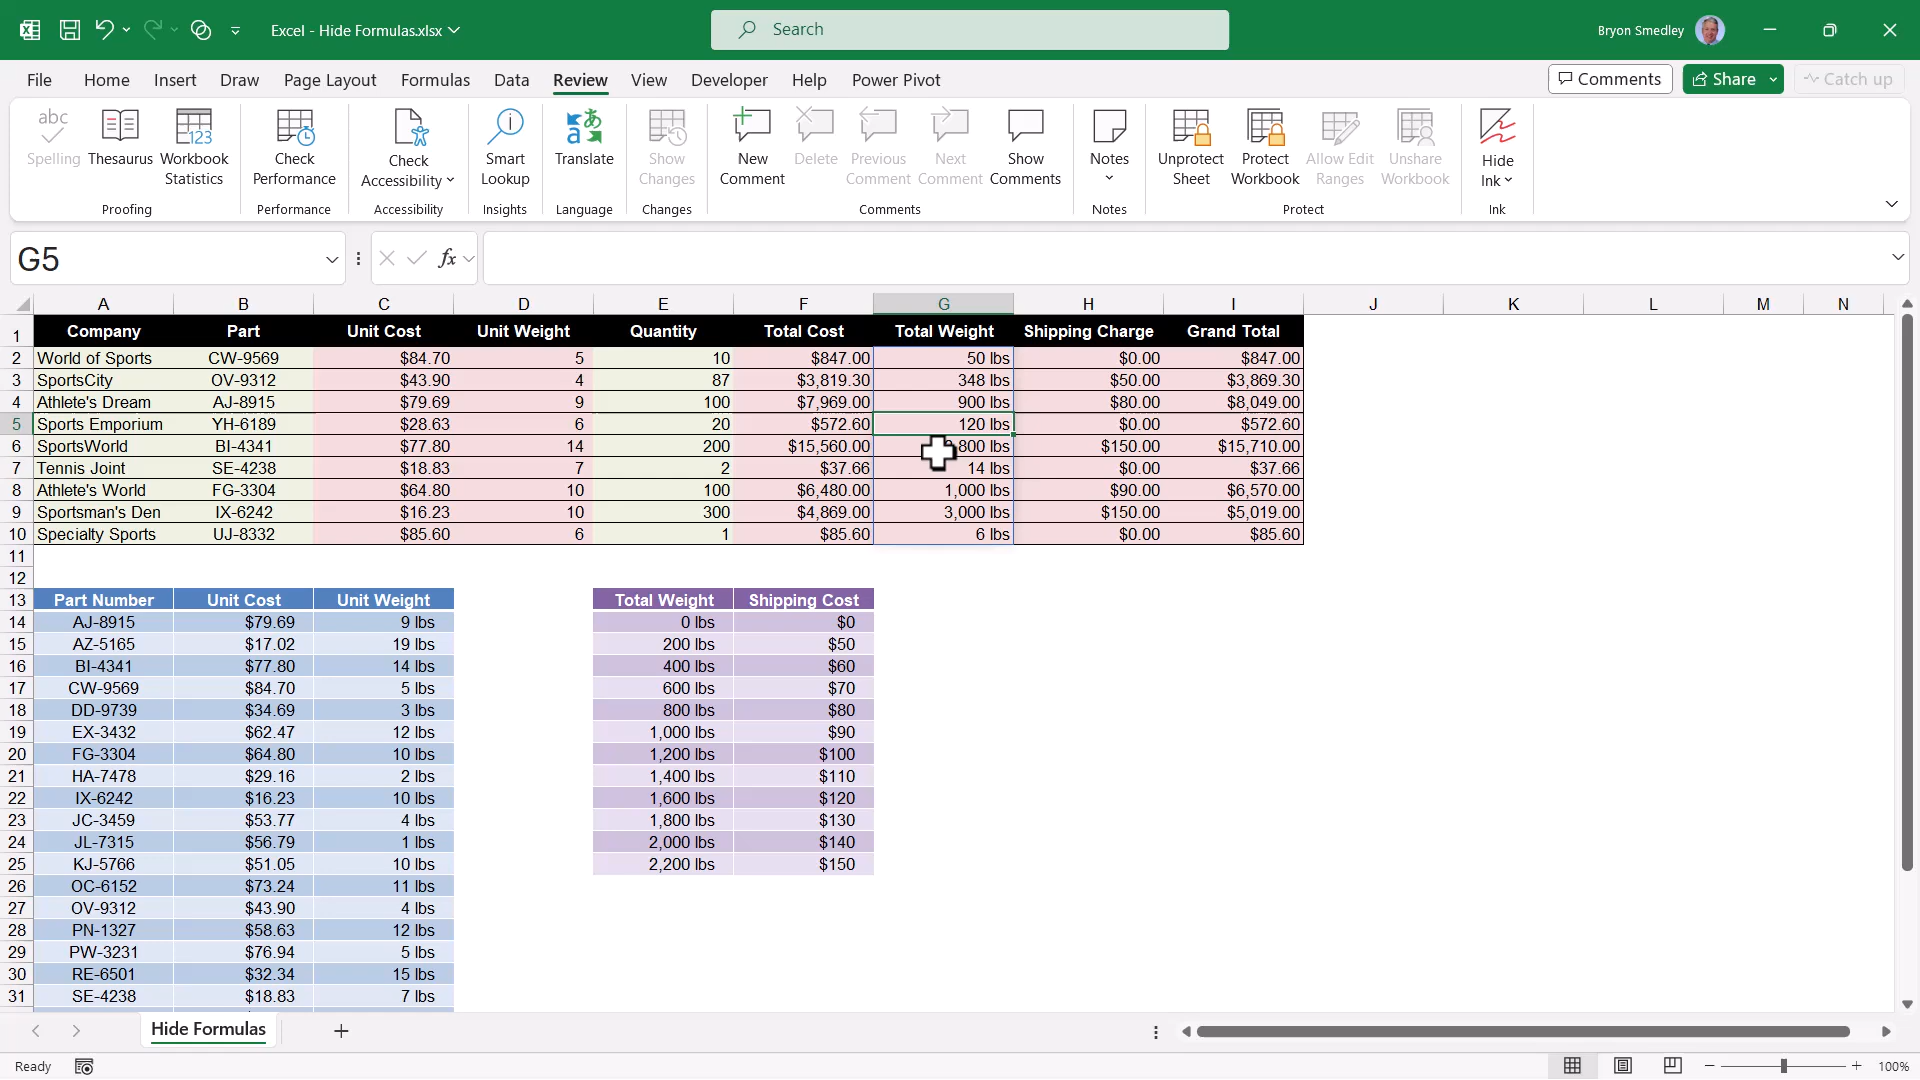 Excel - Hide Formulas.xlsx
Search
Bryon Smedley
File Home Insert Draw Page Layout Formulas Data Review View Developer Help Power Pivot
Comments Share Catch up
abc
Spelling
Thesaurus
123
Workbook Statistics
Proofing
Check Performance
Performance
Check Accessibility
Accessibility
Smart Lookup
Insights
Translate
Language
Show Changes
Changes
New Comment
Delete
Previous Comment
Next Comment
Show Comments
Comments
Notes
Notes
Unprotect Sheet
Protect Workbook
Allow Edit Ranges
Unshare Workbook
Protect
Hide Ink
Ink
G5 fx
A B C D E F G H I J K L M N
1 Company Part Unit Cost Unit Weight Quantity Total Cost Total Weight Shipping Charge Grand Total
2 World of Sports CW-9569 $84.70 5 10 $847.00 50 lbs $0.00 $847.00
3 SportsCity OV-9312 $43.90 4 87 $3,819.30 348 lbs $50.00 $3,869.30
4 Athlete's Dream AJ-8915 $79.69 9 100 $7,969.00 900 lbs $80.00 $8,049.00
5 Sports Emporium YH-6189 $28.63 6 20 $572.60 120 lbs $0.00 $572.60
6 SportsWorld BI-4341 $77.80 14 200 $15,560.00 800 lbs $150.00 $15,710.00
7 Tennis Joint SE-4238 $18.83 7 2 $37.66 14 lbs $0.00 $37.66
8 Athlete's World FG-3304 $64.80 10 100 $6,480.00 1,000 lbs $90.00 $6,570.00
9 Sportsman's Den IX-6242 $16.23 10 300 $4,869.00 3,000 lbs $150.00 $5,019.00
10 Specialty Sports UJ-8332 $85.60 6 1 $85.60 6 lbs $0.00 $85.60
11
12
13 Part Number Unit Cost Unit Weight Total Weight Shipping Cost
14 AJ-8915 $79.69 9 lbs 0 lbs $0
15 AZ-5165 $17.02 19 lbs 200 lbs $50
16 BI-4341 $77.80 14 lbs 400 lbs $60
17 CW-9569 $84.70 5 lbs 600 lbs $70
18 DD-9739 $34.69 3 lbs 800 lbs $80
19 EX-3432 $62.47 12 lbs 1,000 lbs $90
20 FG-3304 $64.80 10 lbs 1,200 lbs $100
21 HA-7478 $29.16 2 lbs 1,400 lbs $110
22 IX-6242 $16.23 10 lbs 1,600 lbs $120
23 JC-3459 $53.77 4 lbs 1,800 lbs $130
24 JL-7315 $56.79 1 lbs 2,000 lbs $140
25 KJ-5766 $51.05 10 lbs 2,200 lbs $150
26 OC-6152 $73.24 11 lbs
27 OV-9312 $43.90 4 lbs
28 PN-1327 $58.63 12 lbs
29 PW-3231 $76.94 5 lbs
30 RE-6501 $32.34 15 lbs
31 SE-4238 $18.83 7 lbs
Hide Formulas
Ready 100%